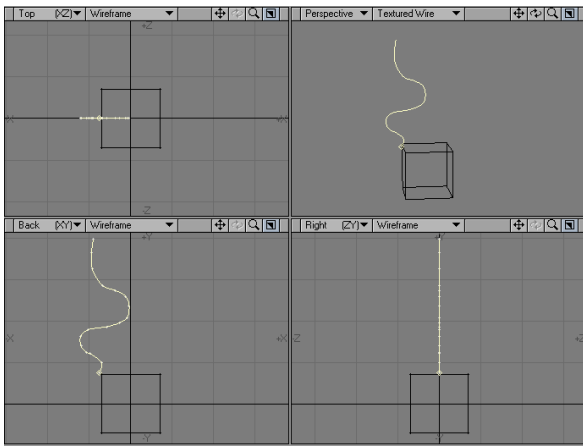 Top (XZ) Wireframe
Perspective Textured Wire
+Z
-X +X
-Z
Back (XY) Wireframe
Right (ZY) Wireframe
+Y
-X +X
-Y
+Y
-Z +Z
-Y